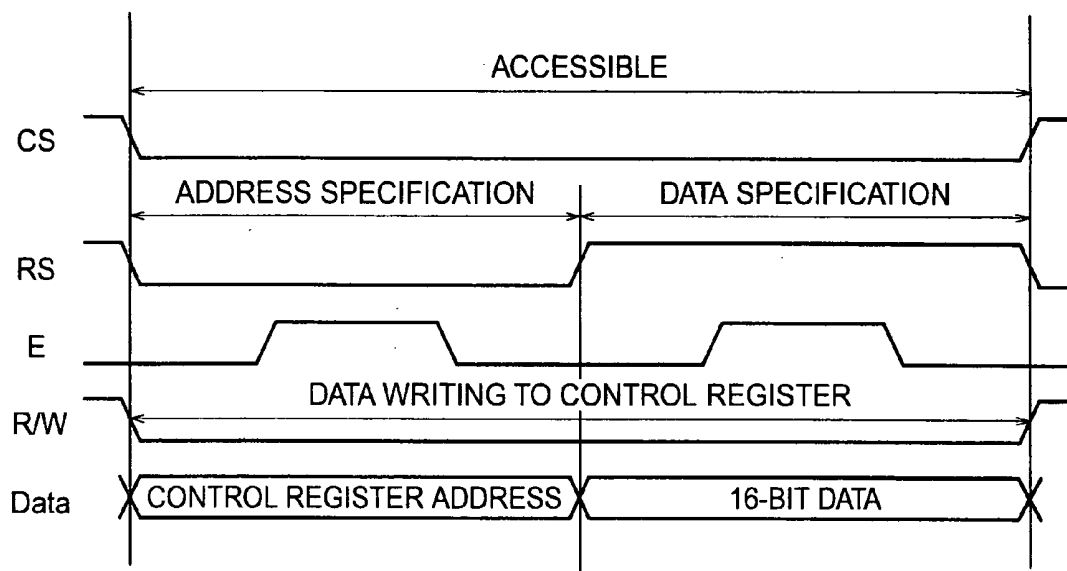 ACCESSIBLE
CS
ADDRESS SPECIFICATION DATA SPECIFICATION
RS
E
DATA WRITING TO CONTROL REGISTER
R/W
Data CONTROL REGISTER ADDRESS 16-BIT DATA